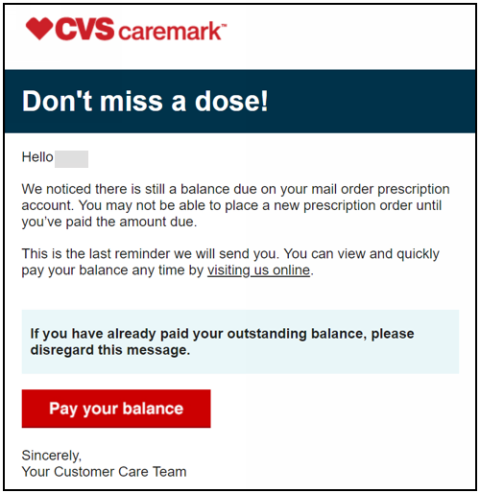 CVS caremark™
Don't miss a dose!
Hello
We noticed there is still a balance due on your mail order prescription
account. You may not be able to place a new prescription order until
you've paid the amount due.
This is the last reminder we will send you. You can view and quickly
pay your balance any time by visiting us online.
If you have already paid your outstanding balance, please
disregard this message.
Pay your balance
Sincerely,
Your Customer Care Team